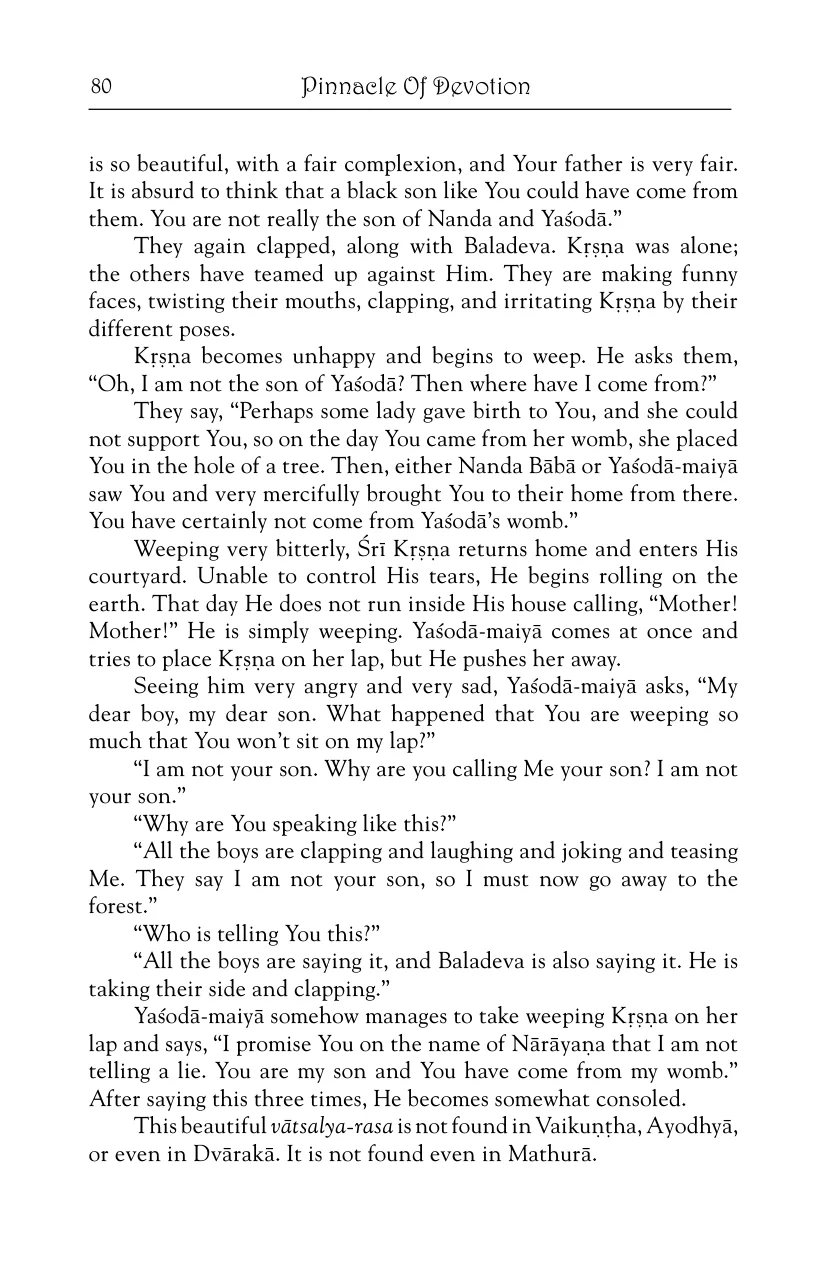 80
Pinnacle Of Devotion
is so beautiful, with a fair complexion, and Your father is very fair.
It is absurd to think that a black son like You could have come from
them. You are not really the son of Nanda and Yaśodā.”
They again clapped, along with Baladeva. Kṛṣṇa was alone;
the others have teamed up against Him. They are making funny
faces, twisting their mouths, clapping, and irritating Kṛṣṇa by their
different poses.
Kṛṣṇa becomes unhappy and begins to weep. He asks them,
“Oh, I am not the son of Yaśodā? Then where have I come from?”
They say, “Perhaps some lady gave birth to You, and she could
not support You, so on the day You came from her womb, she placed
You in the hole of a tree. Then, either Nanda Bābā or Yaśodā-maiyā
saw You and very mercifully brought You to their home from there.
You have certainly not come from Yaśodā’s womb.”
Weeping very bitterly, Śrī Kṛṣṇa returns home and enters His
courtyard. Unable to control His tears, He begins rolling on the
earth. That day He does not run inside His house calling, “Mother!
Mother!” He is simply weeping. Yaśodā-maiyā comes at once and
tries to place Kṛṣṇa on her lap, but He pushes her away.
Seeing him very angry and very sad, Yaśodā-maiyā asks, “My
dear boy, my dear son. What happened that You are weeping so
much that You won’t sit on my lap?”
“I am not your son. Why are you calling Me your son? I am not
your son.”
“Why are You speaking like this?”
“All the boys are clapping and laughing and joking and teasing
Me. They say I am not your son, so I must now go away to the
forest.”
“Who is telling You this?”
“All the boys are saying it, and Baladeva is also saying it. He is
taking their side and clapping.”
Yaśodā-maiyā somehow manages to take weeping Kṛṣṇa on her
lap and says, “I promise You on the name of Nārāyaṇa that I am not
telling a lie. You are my son and You have come from my womb.”
After saying this three times, He becomes somewhat consoled.
This beautiful vātsalya-rasa is not found in Vaikuṇṭha, Ayodhyā,
or even in Dvārakā. It is not found even in Mathurā.